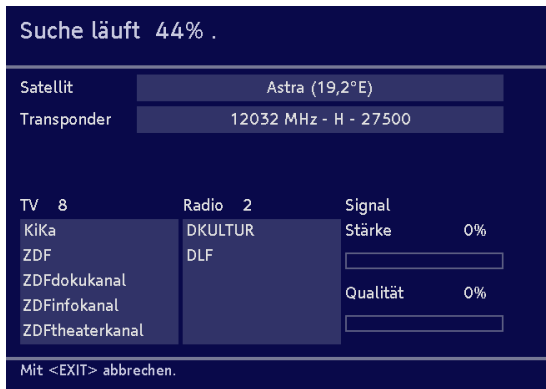 Suche läuft 44% .
Satellit Astra (19,2°E)
Transponder 12032 MHz - H - 27500
TV 8 Radio 2 Signal
KiKa DKULTUR Stärke 0%
ZDF DLF
ZDFdokukanal
Qualität 0%
ZDFinfokanal
ZDFtheaterkanal
Mit <EXIT> abbrechen.